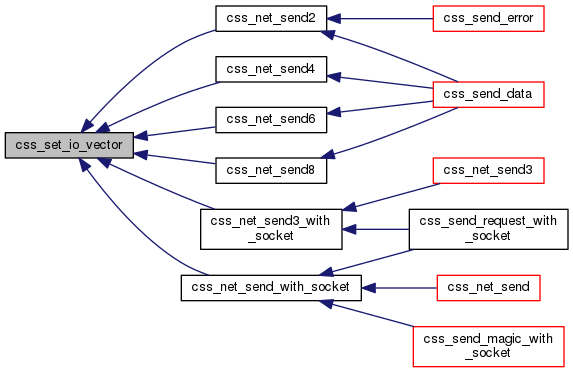 css_set_io_vector
css_net_send2
css_net_send4
css_net_send6
css_net_send8
css_net_send3_with
_socket
css_net_send_with_socket
css_send_error
css_send_data
css_net_send3
css_send_request_with
_socket
css_net_send
css_send_magic_with
_socket